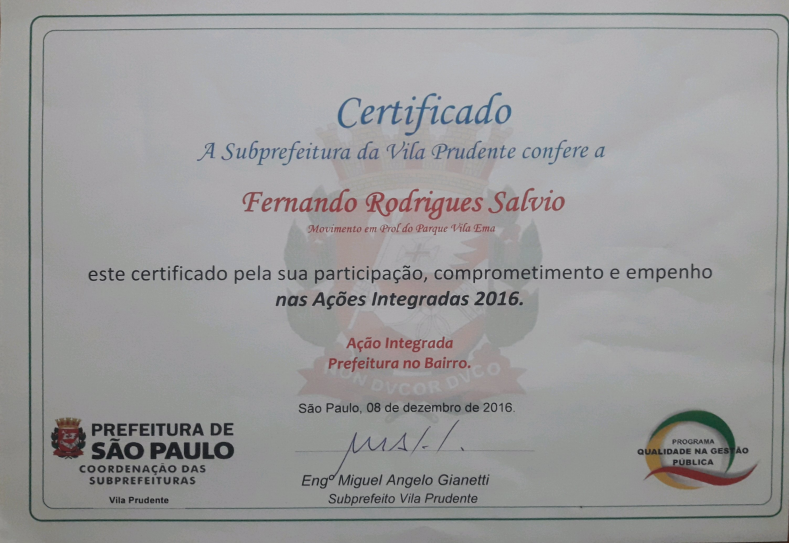 Certificado
A Subprefeitura da Vila Prudente confere a
Fernando Rodrigues Salvio
Movimento em Prol do Parque Vila Ema
este certificado pela sua participação, comprometimento e empenho
nas Ações Integradas 2016.
Ação Integrada
Prefeitura no Bairro.
NON DVCOR DVCO
São Paulo, 08 de dezembro de 2016.
Engº Miguel Angelo Gianetti
Subprefeito Vila Prudente
PREFEITURA DE
SÃO PAULO
COORDENAÇÃO DAS
SUBPREFEITURAS
Vila Prudente
PROGRAMA
QUALIDADE NA GESTÃO
PÚBLICA